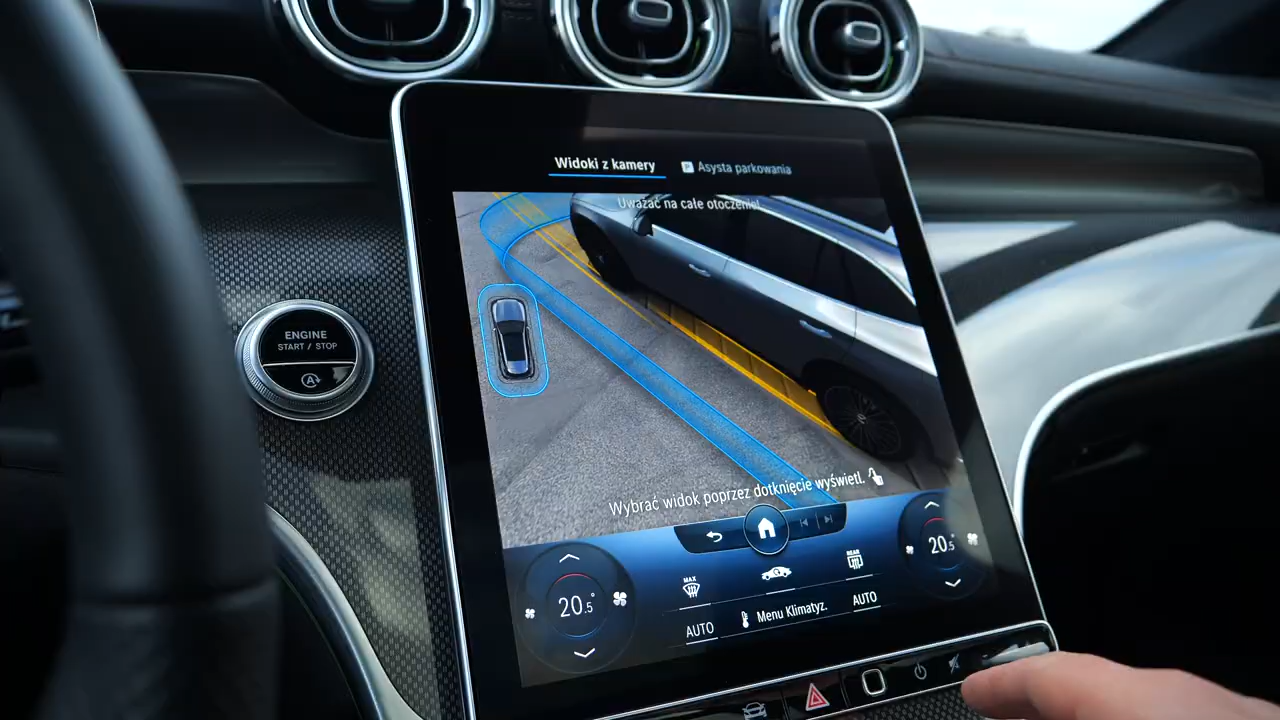 Widoki z kamery
Asysta parkowania
Uważać na całe otoczenie!
ENGINE
START / STOP
A
Wybrać widok poprzez dotknięcie wyświetl.
MAX
REAR
20.5°
20.5°
AUTO
Menu Klimatyz.
AUTO